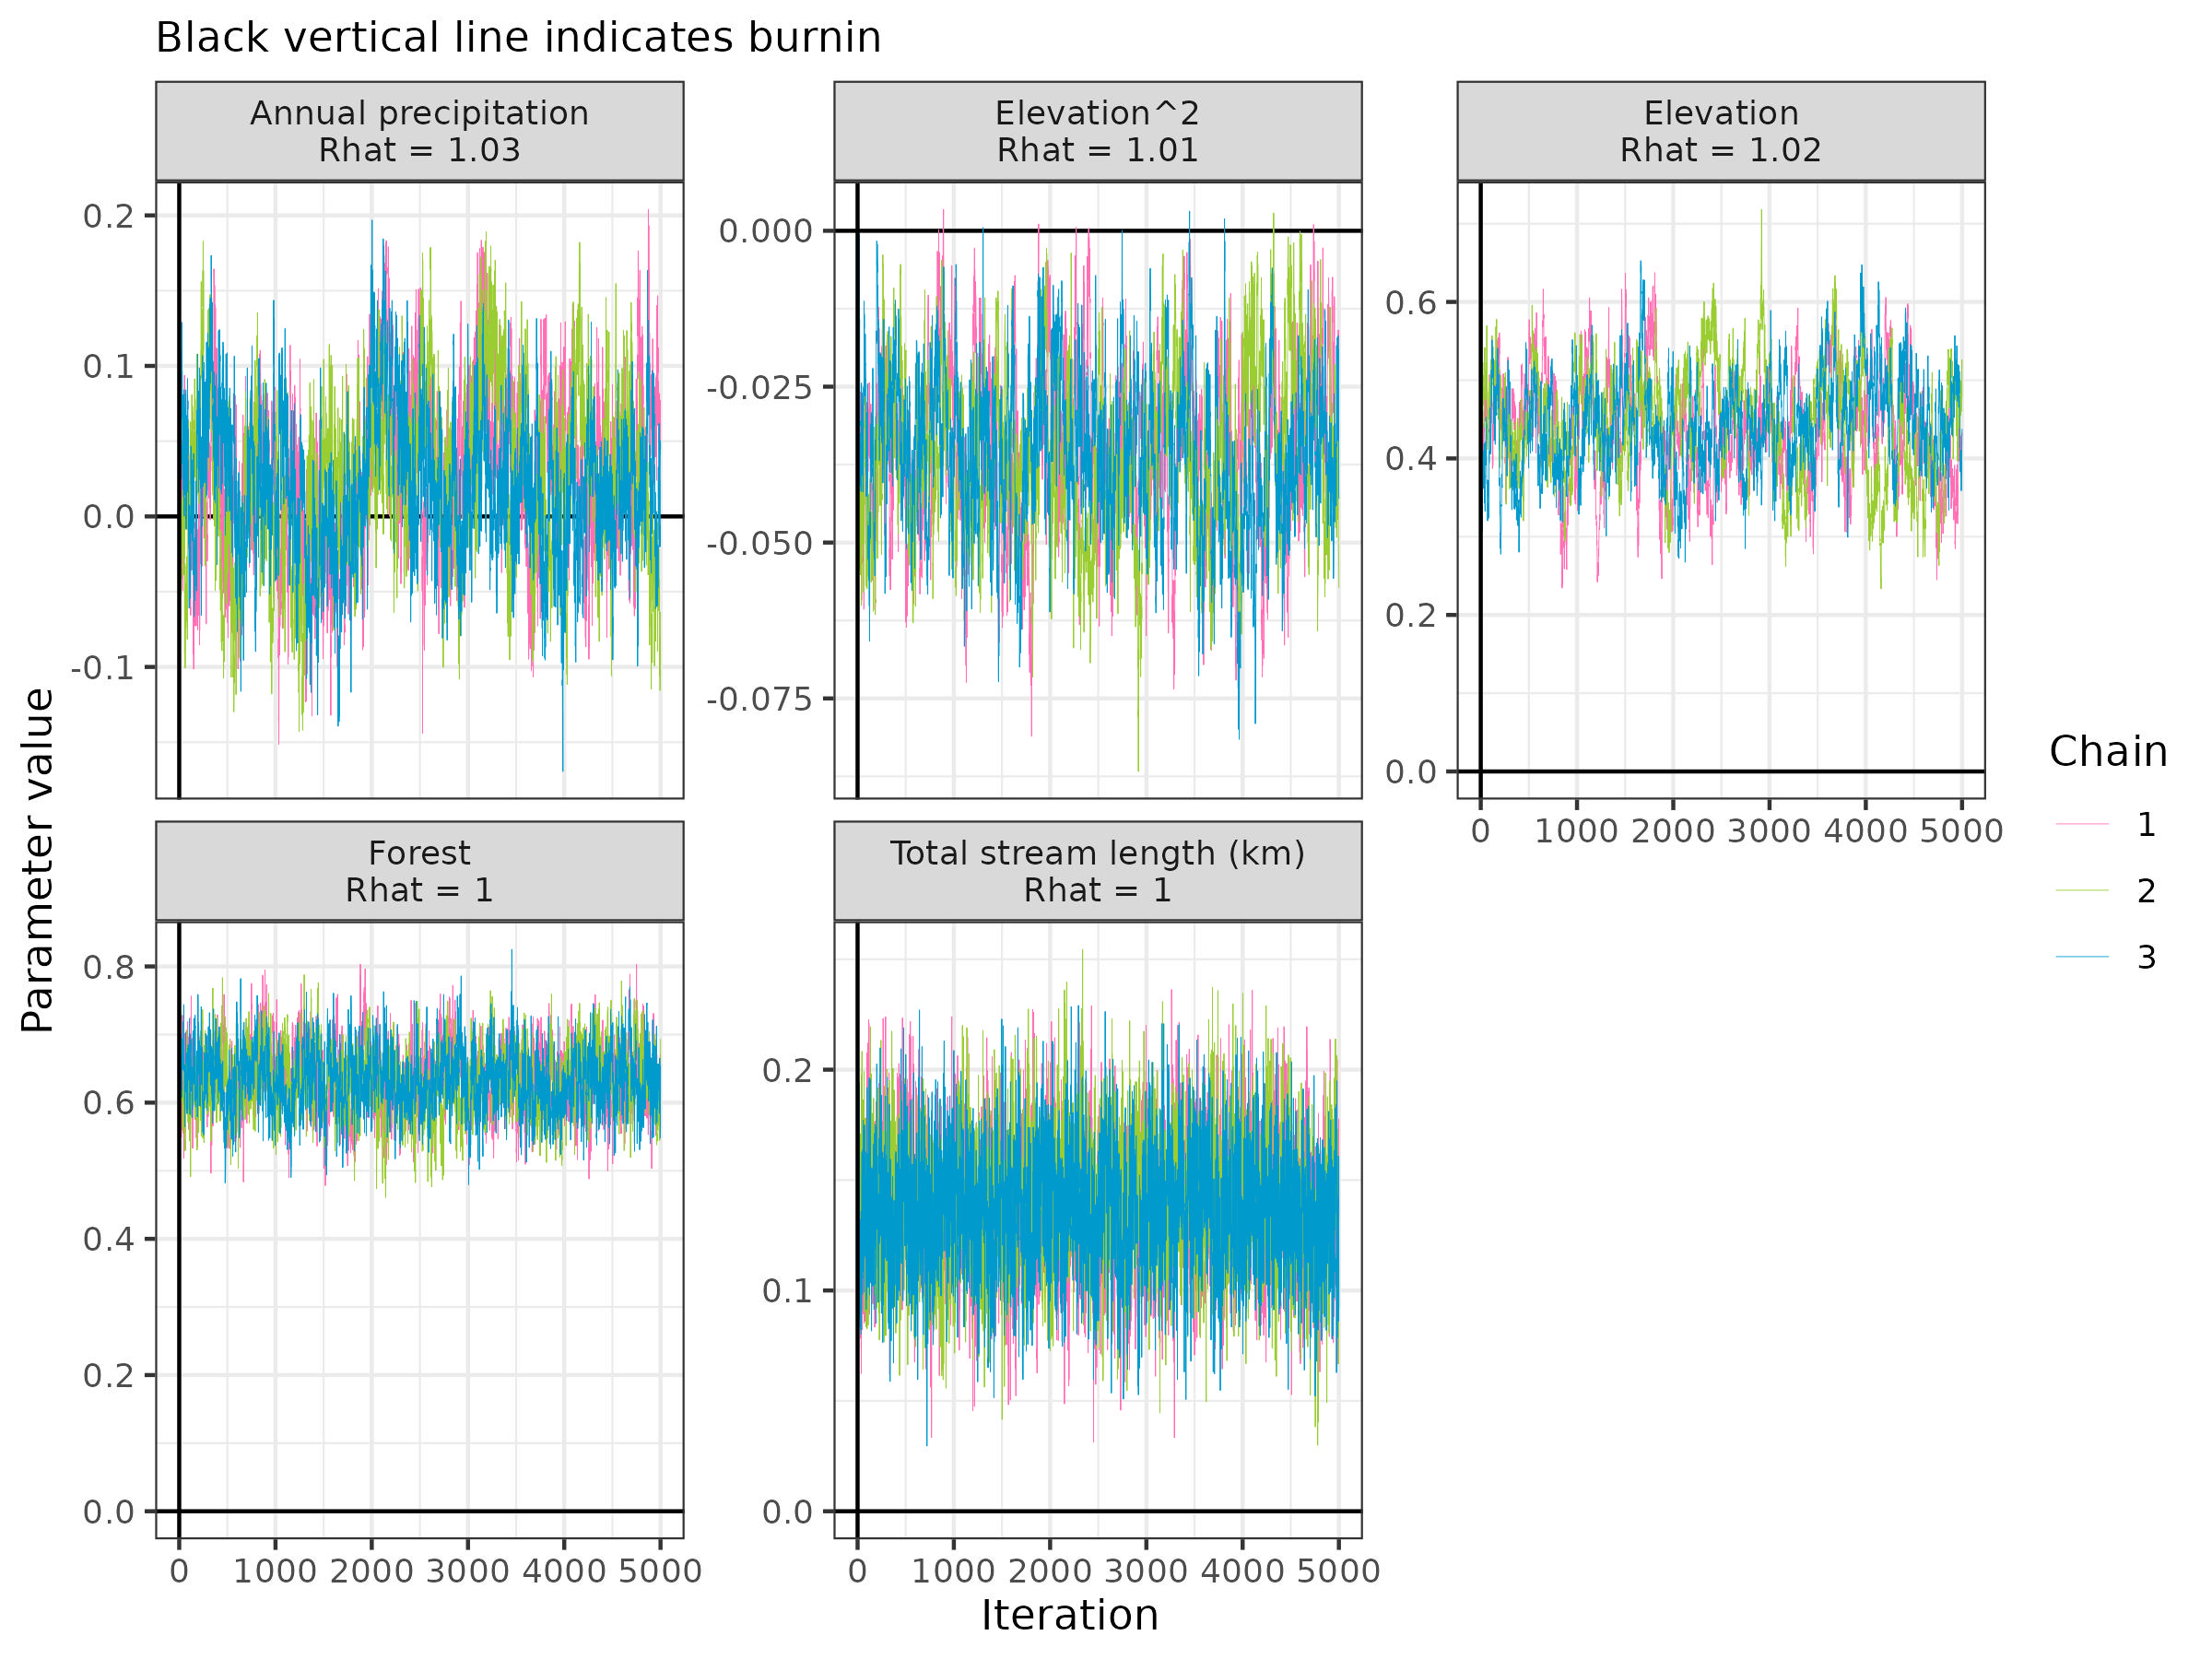 Black vertical line indicates burnin
Annual precipitation
Rhat = 1.03
Elevation^2
Rhat = 1.01
Elevation
Rhat = 1.02
0.2
0.1
0.0
-0.1
0.000
-0.025
-0.050
-0.075
0.6
0.4
0.2
0.0
0 1000 2000 3000 4000 5000
Parameter value
Forest
Rhat = 1
Total stream length (km)
Rhat = 1
0.8
0.6
0.4
0.2
0.0
0.2
0.1
0.0
0 1000 2000 3000 4000 5000
0 1000 2000 3000 4000 5000
Iteration
Chain
1
2
3